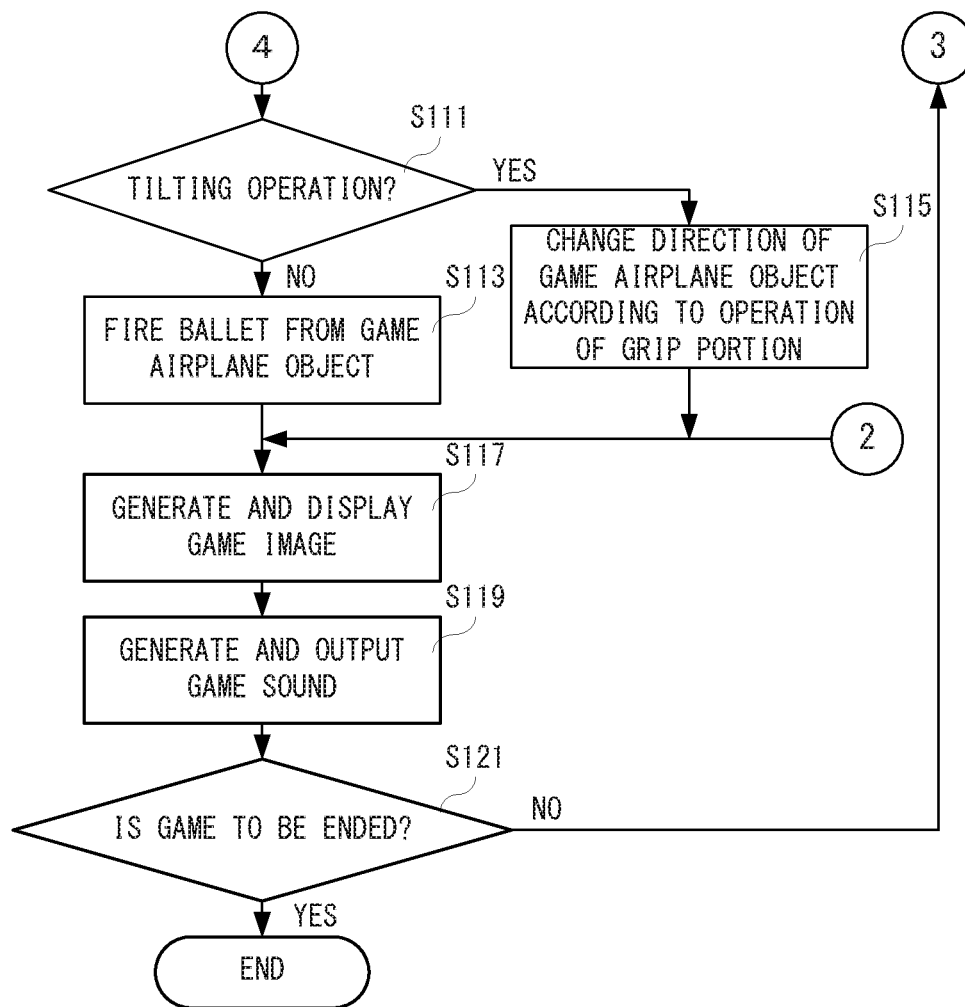 4
3
S111
TILTING OPERATION?
YES
S115
CHANGE DIRECTION OF
GAME AIRPLANE OBJECT
ACCORDING TO OPERATION
OF GRIP PORTION
NO
S113
FIRE BALLET FROM GAME
AIRPLANE OBJECT
2
S117
GENERATE AND DISPLAY
GAME IMAGE
S119
GENERATE AND OUTPUT
GAME SOUND
S121
IS GAME TO BE ENDED?
NO
YES
END